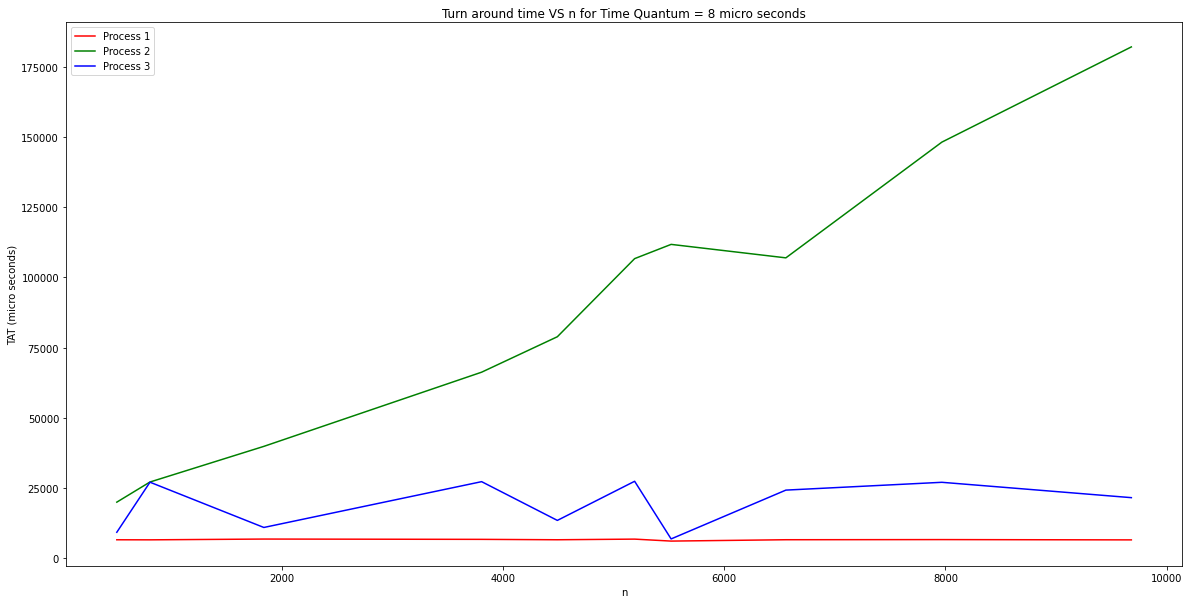 Turn around time VS n for Time Quantum = 8 micro seconds
Process 1
Process 2
Process 3
175000
150000
125000
100000
75000
50000
25000
0
TAT (micro seconds)
2000
4000
6000
8000
10000
n